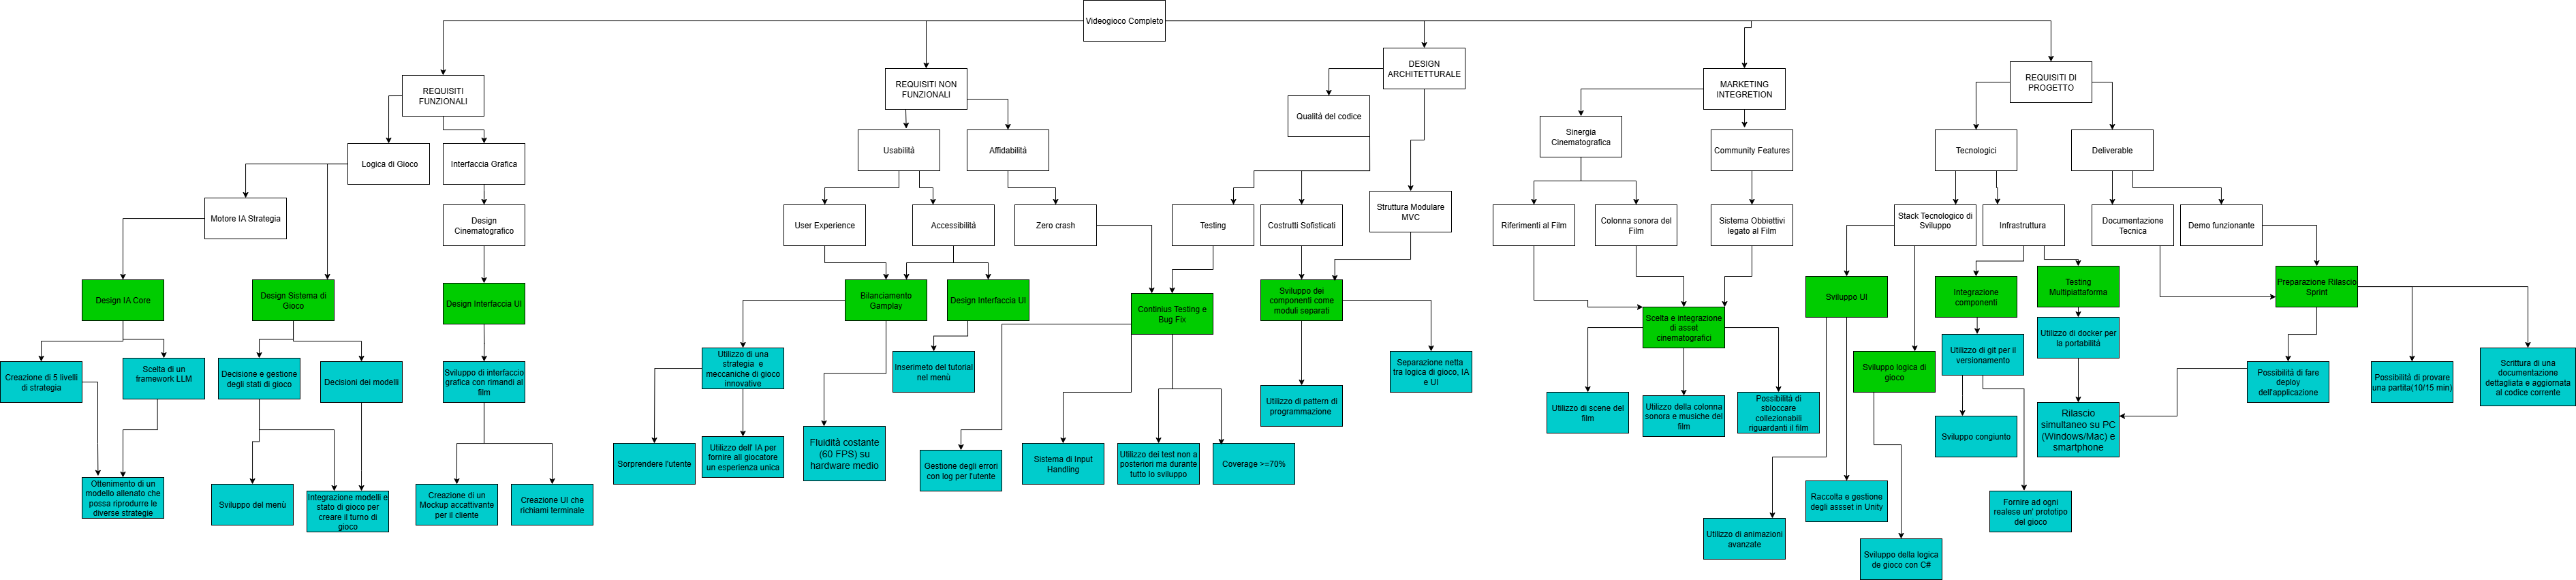 Videogioco Completo
REQUISITI
FUNZIONALI
REQUISITI NON
FUNZIONALI
DESIGN
ARCHITETTURALE
MARKETING
INTEGRETION
REQUISITI DI
PROGETTO
Logica di Gioco
Interfaccia Grafica
Usabilità
Affidabilità
Qualità del codice
Sinergia
Cinematografica
Community Features
Tecnologici
Deliverable
Motore IA Strategia
Design
Cinematografico
User Experience
Accessibilità
Zero crash
Testing
Costrutti Sofisticati
Struttura Modulare
MVC
Riferimenti al Film
Colonna sonora del
Film
Sistema Obbiettivi
legato al Film
Stack Tecnologico di
Sviluppo
Infrastruttura
Documentazione
Tecnica
Demo funzionante
Design IA Core
Design Sistema di
Gioco
Design Interfaccia UI
Bilanciamento
Gamplay
Design Interfaccia UI
Continius Testing e
Bug Fix
Sviluppo dei
componenti come
moduli separati
Scelta e integrazione
di asset
cinematografici
Sviluppo UI
Sviluppo logica di
gioco
Integrazione
componenti
Testing
Multipiattaforma
Preparazione Rilascio
Sprint
Creazione di 5 livelli
di strategia
Scelta di un
framework LLM
Decisione e gestione
degli stati di gioco
Decisioni dei modelli
Sviluppo di interfaccio
grafica con rimandi al
film
Utilizzo di una
strategia e
meccaniche di gioco
innovative
Inserimeto del tutorial
nel menù
Utilizzo di pattern di
programmazione
Separazione netta
tra logica di gioco, IA
e UI
Utilizzo di scene del
film
Utilizzo della colonna
sonora e musiche del
film
Possibilità di
sbloccare
collezionabili
riguardanti il film
Utilizzo di git per il
versionamento
Utilizzo di docker per
la portabilità
Possibilità di fare
deploy
dell'applicazione
Possibilità di provare
una partita(10/15 min)
Scrittura di una
documentazione
dettagliata e aggiornata
al codice corrente
Ottenimento di un
modello allenato che
possa riprodurre le
diverse strategie
Sviluppo del menù
Integrazione modelli e
stato di gioco per
creare il turno di
gioco
Creazione di un
Mockup accattivante
per il cliente
Creazione UI che
richiami terminale
Sorprendere l'utente
Utilizzo dell' IA per
fornire all giocatore
un esperienza unica
Fluidità costante
(60 FPS) su
hardware medio
Gestione degli errori
con log per l'utente
Sistema di Input
Handling
Utilizzo dei test non a
posteriori ma durante
tutto lo sviluppo
Coverage >=70%
Utilizzo di animazioni
avanzate
Raccolta e gestione
degli assset in Unity
Sviluppo della logica
de gioco con C#
Sviluppo congiunto
Fornire ad ogni
realese un' prototipo
del gioco
Rilascio
simultaneo su PC
(Windows/Mac) e
smartphone